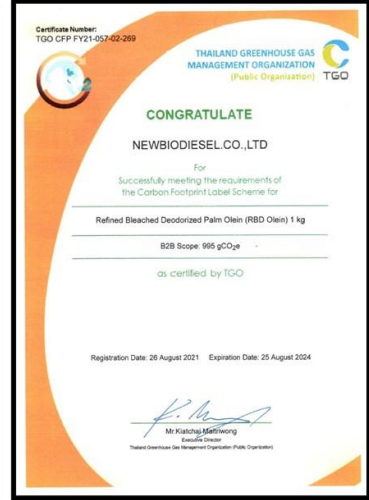 Certificate Number:
TGO CFP FY21-057-02-269
THAILAND GREENHOUSE GAS
MANAGEMENT ORGANIZATION
(Public Organization)
TGO
CONGRATULATE
NEWBIODIESEL.CO.,LTD
For
Successfully meeting the requirements of
the Carbon Footprint Label Scheme for
Refined Bleached Deodorized Palm Olein (RBD Olein) 1 kg
B2B Scope: 995 gCO2e -
as certified by TGO
Registration Date: 26 August 2021 Expiration Date: 25 August 2024
Mr.Kiatchai Maitriwong
Executive Director
Thailand Greenhouse Gas Management Organization (Public Organization)